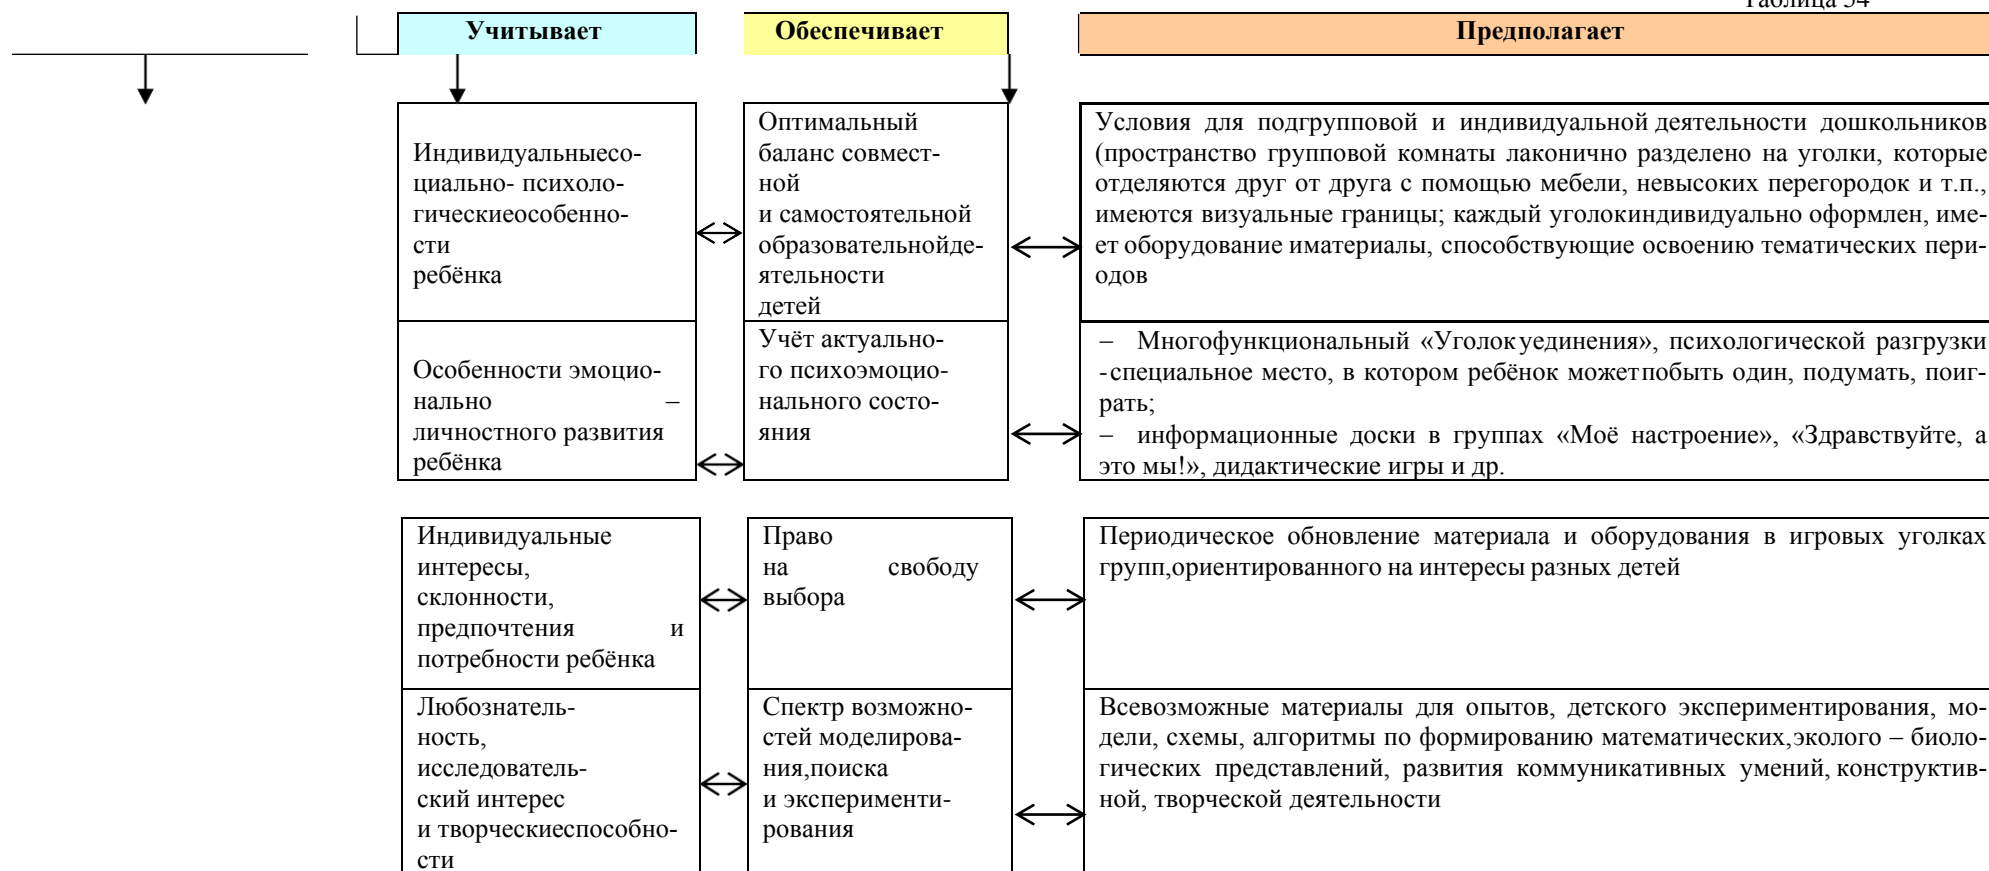 Таблица 54
Учитывает
Обеспечивает
Предполагает
Индивидуальныесо-
циально- психоло-
гическиеособенно-
сти
ребёнка
Оптимальный
баланс совмест-
ной
и самостоятельной
образовательнойде-
ятельности
детей
Условия для подгрупповой и индивидуальной деятельности дошкольников
(пространство групповой комнаты лаконично разделено на уголки, которые
отделяются друг от друга с помощью мебели, невысоких перегородок и т.п.,
имеются визуальные границы; каждый уголокиндивидуально оформлен, име-
ет оборудование иматериалы, способствующие освоению тематических пери-
одов
Особенности эмоцио-
нально –
личностного развития
ребёнка
Учёт актуально-
го психоэмоцио-
нального состо-
яния
– Многофункциональный «Уголок уединения», психологической разгрузки
-специальное место, в котором ребёнок можетпобыть один, подумать, поиг-
рать;
– информационные доски в группах «Моё настроение», «Здравствуйте, а
это мы!», дидактические игры и др.
Индивидуальные
интересы,
склонности,
предпочтения и
потребности ребёнка
Право
на свободу
выбора
Периодическое обновление материала и оборудования в игровых уголках
групп,ориентированного на интересы разных детей
Любознатель-
ность,
исследователь-
ский интерес
и творческиеспособно-
сти
Спектр возможно-
стей моделирова-
ния,поиска
и эксперименти-
рования
Всевозможные материалы для опытов, детского экспериментирования, мо-
дели, схемы, алгоритмы по формированию математических,эколого – биоло-
гических представлений, развития коммуникативных умений, конструктив-
ной, творческой деятельности